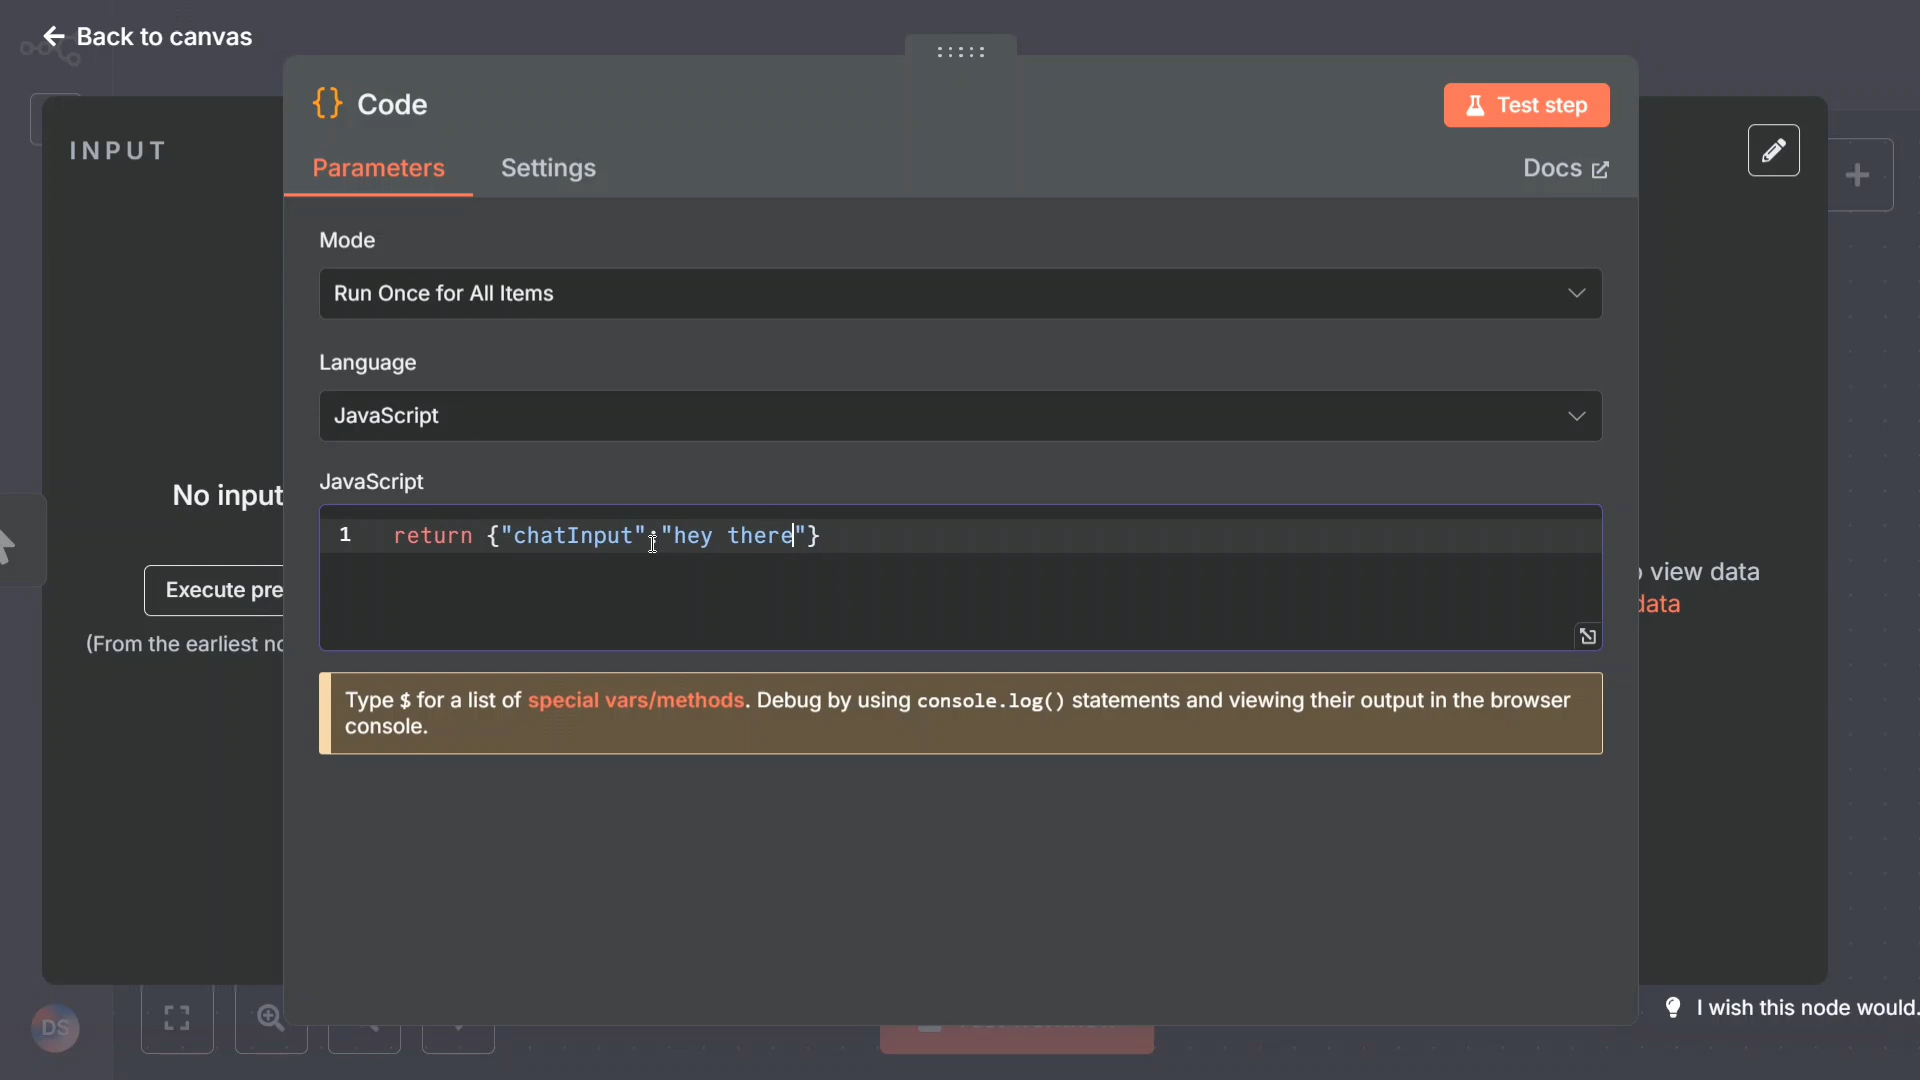 Back to canvas
INPUT
Code
Test step
Parameters
Settings
Docs
Mode
Run Once for All Items
Language
JavaScript
JavaScript
1 return {"chatInput":"hey there"}
No input
Execute pre
(From the earliest no
view data
data
Type $ for a list of special vars/methods. Debug by using console.log() statements and viewing their output in the browser
console.
DS
I wish this node would.